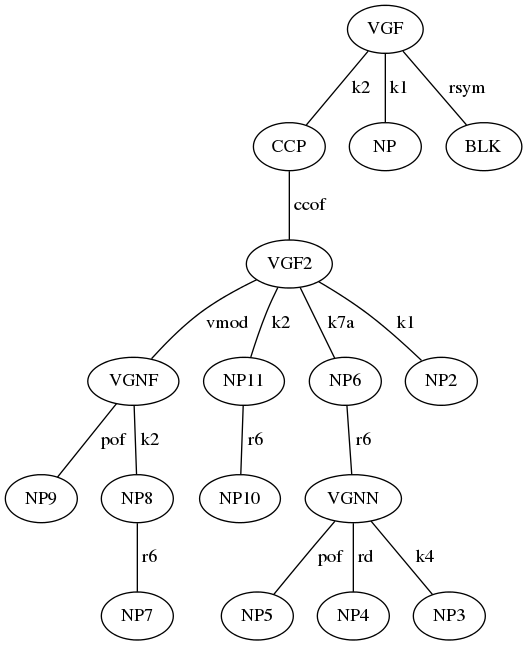 VGF
k2 k1 rsym
CCP NP BLK
ccof
VGF2
vmod k2 k7a k1
VGNF NP11 NP6 NP2
pof k2 r6 r6
NP9 NP8 NP10 VGNN
r6 pof rd k4
NP7 NP5 NP4 NP3